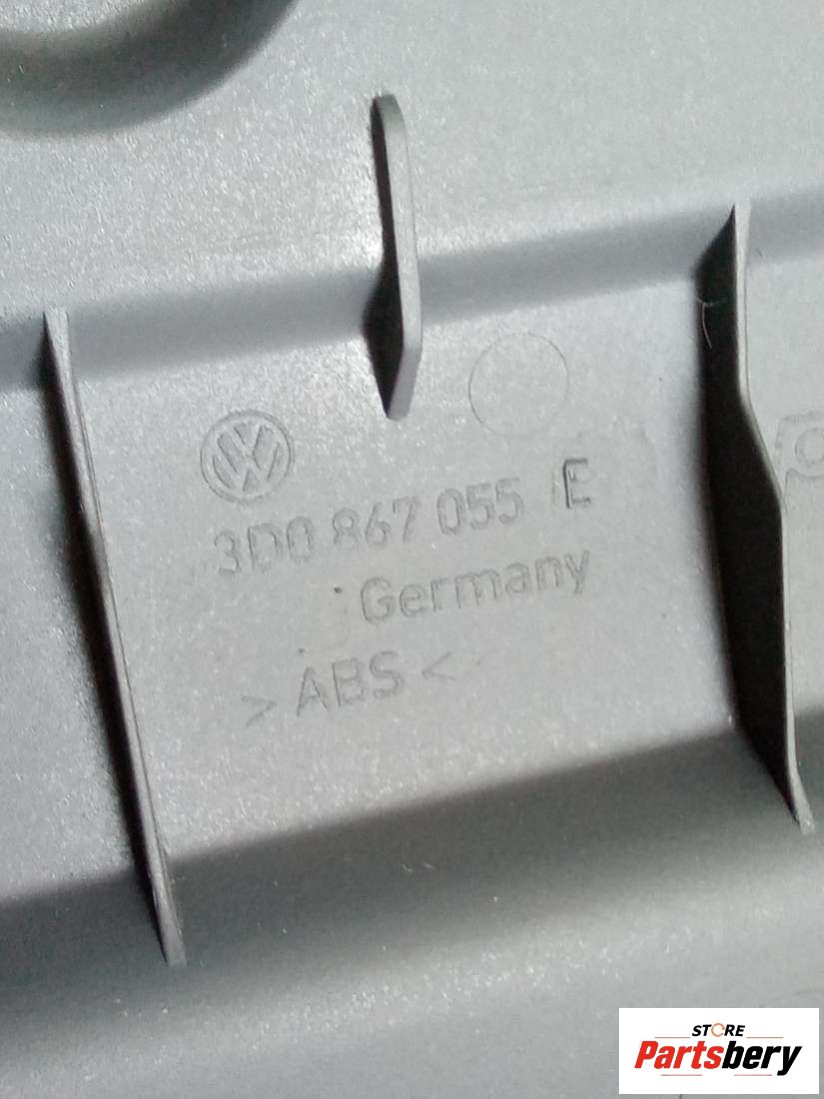 3D0 867 055 E
Germany
>ABS<
STORE
Partsbery